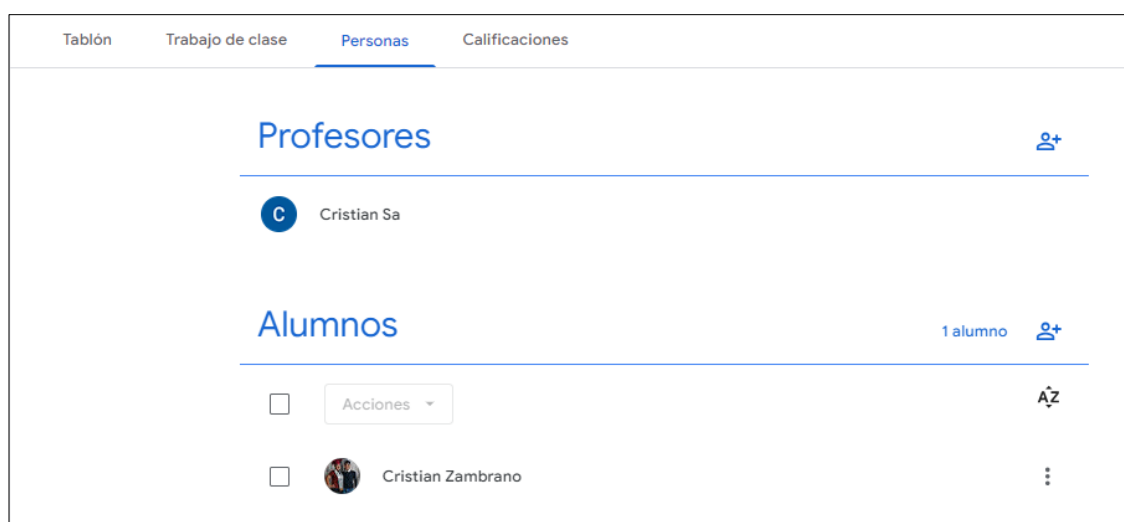 Tablón Trabajo de clase Personas Calificaciones
Profesores
C Cristian Sa
Alumnos 1 alumno
Acciones AZ
Cristian Zambrano